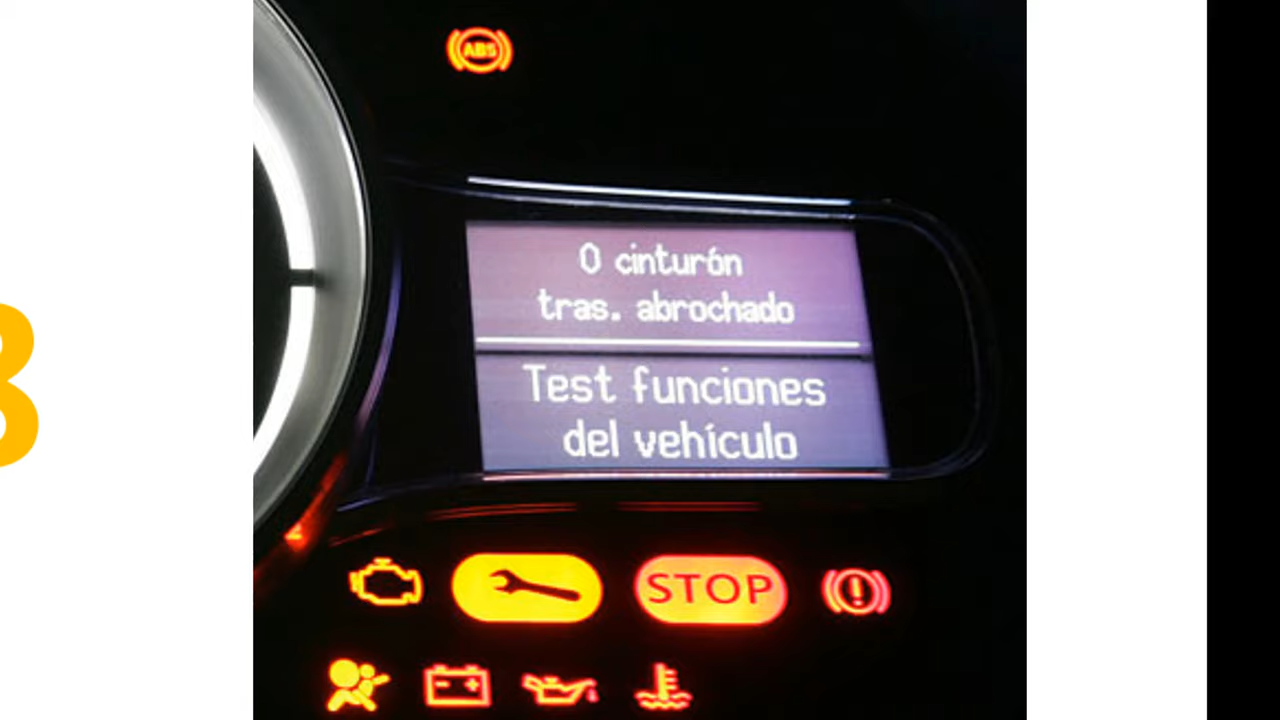 ABS
0 cinturón
tras. abrochado
Test funciones
del vehículo
STOP